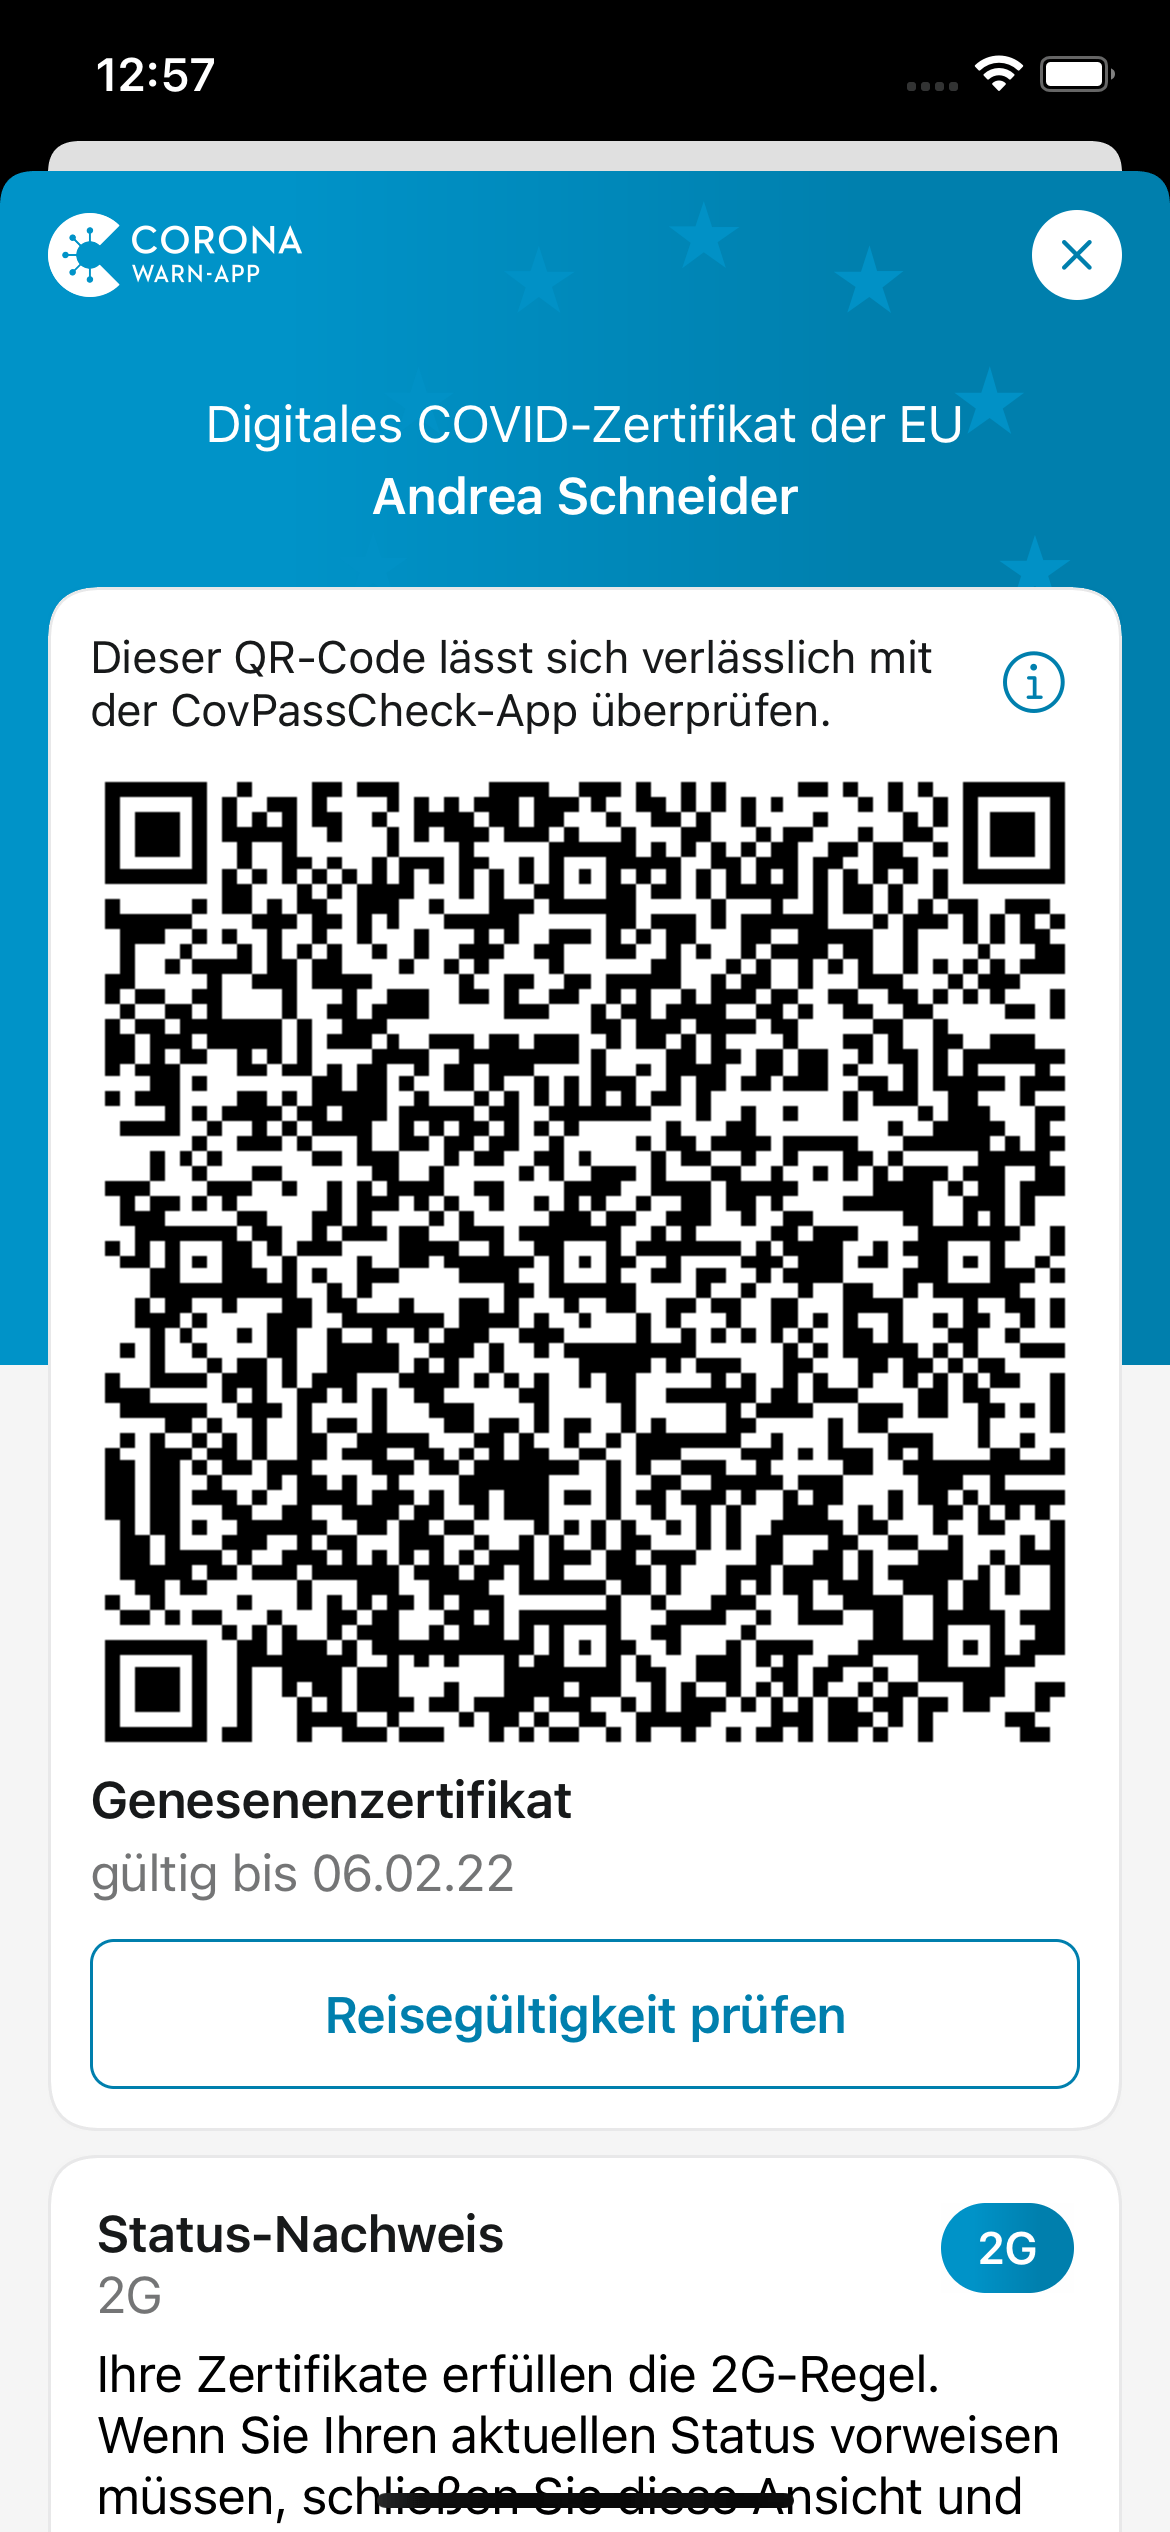 12:57
CORONA
WARN-APP
Digitales COVID-Zertifikat der EU
Andrea Schneider
Dieser QR-Code lässt sich verlässlich mit
der CovPassCheck-App überprüfen.
Genesenenzertifikat
gültig bis 06.02.22
Reisegültigkeit prüfen
Status-Nachweis
2G
2G
Ihre Zertifikate erfüllen die 2G-Regel.
Wenn Sie Ihren aktuellen Status vorweisen
müssen, schließen Sie diese Ansicht und